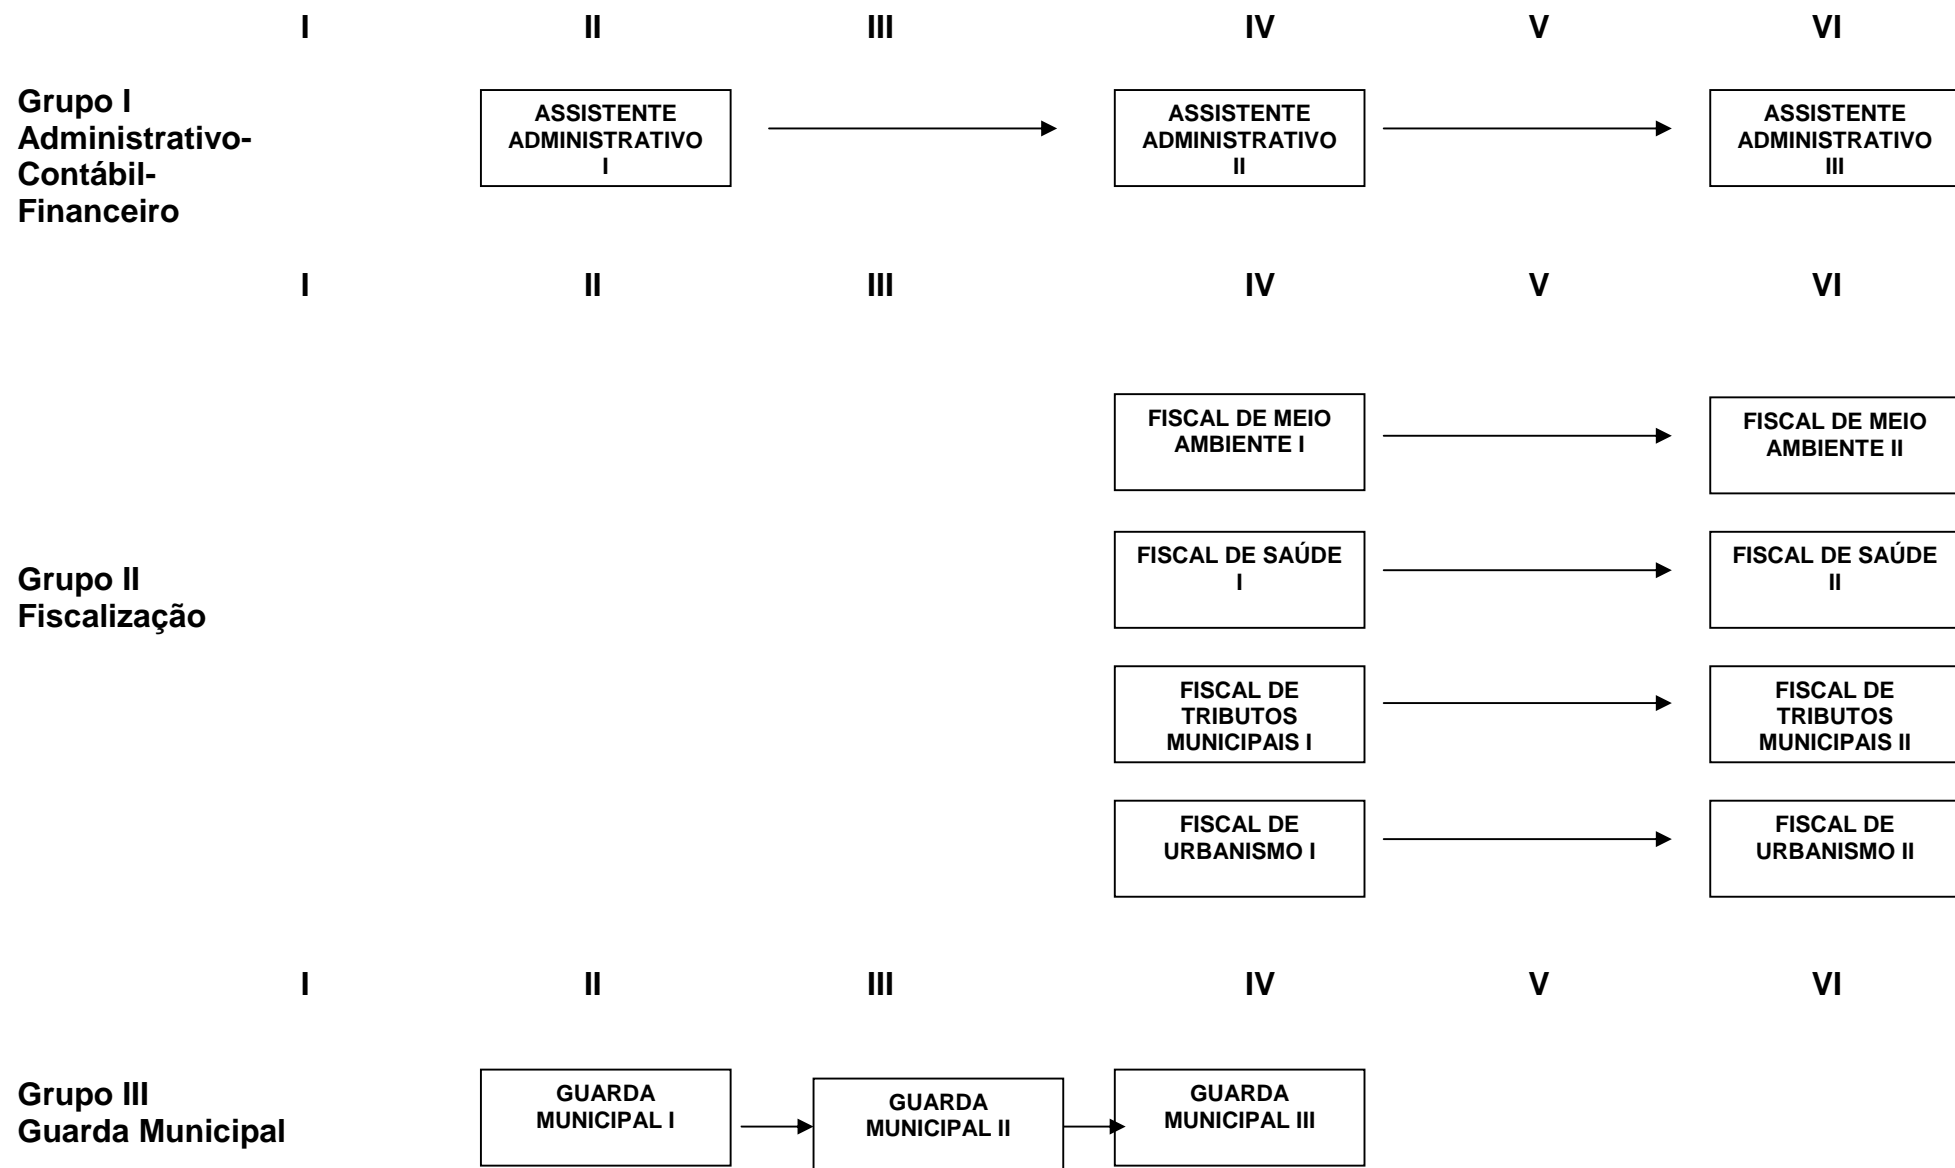 I II III IV V VI
Grupo I
Administrativo-
Contábil-
Financeiro
ASSISTENTE
ADMINISTRATIVO
I
ASSISTENTE
ADMINISTRATIVO
II
ASSISTENTE
ADMINISTRATIVO
III
I II III IV V VI
Grupo II
Fiscalização
FISCAL DE MEIO
AMBIENTE I
FISCAL DE MEIO
AMBIENTE II
FISCAL DE SAÚDE
I
FISCAL DE SAÚDE
II
FISCAL DE
TRIBUTOS
MUNICIPAIS I
FISCAL DE
TRIBUTOS
MUNICIPAIS II
FISCAL DE
URBANISMO I
FISCAL DE
URBANISMO II
I II III IV V VI
Grupo III
Guarda Municipal
GUARDA
MUNICIPAL I
GUARDA
MUNICIPAL II
GUARDA
MUNICIPAL III